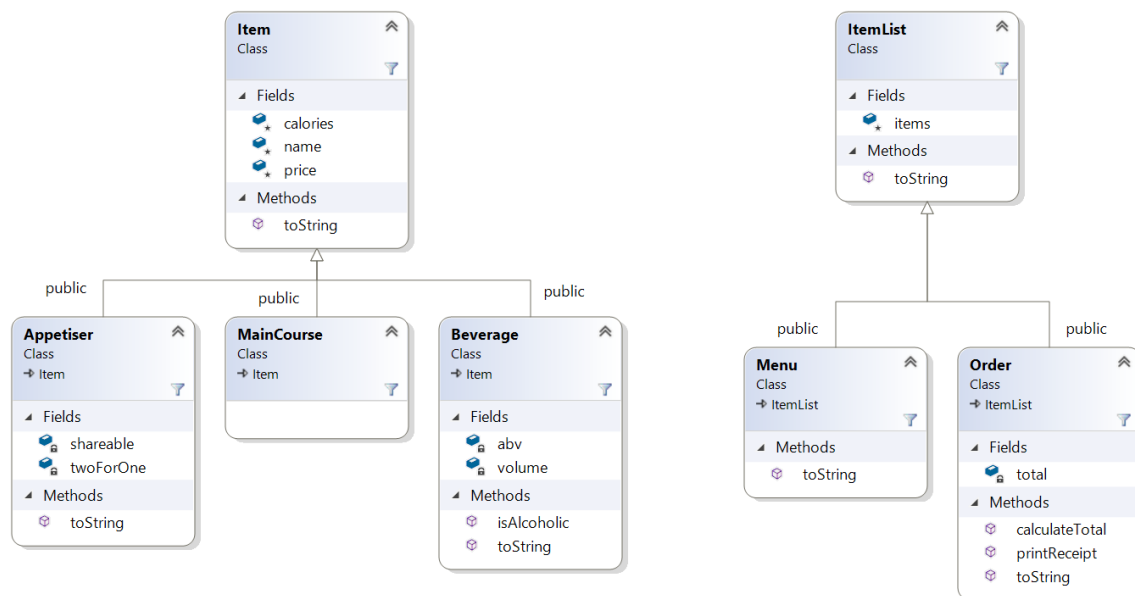 Item
Class
Fields
calories
name
price
Methods
toString
public
public
public
Appetiser
Class
Item
Fields
shareable
twoForOne
Methods
toString
MainCourse
Class
Item
Beverage
Class
Item
Fields
abv
volume
Methods
isAlcoholic
toString
ItemList
Class
Fields
items
Methods
toString
public
public
Menu
Class
ItemList
Methods
toString
Order
Class
ItemList
Fields
total
Methods
calculateTotal
printReceipt
toString